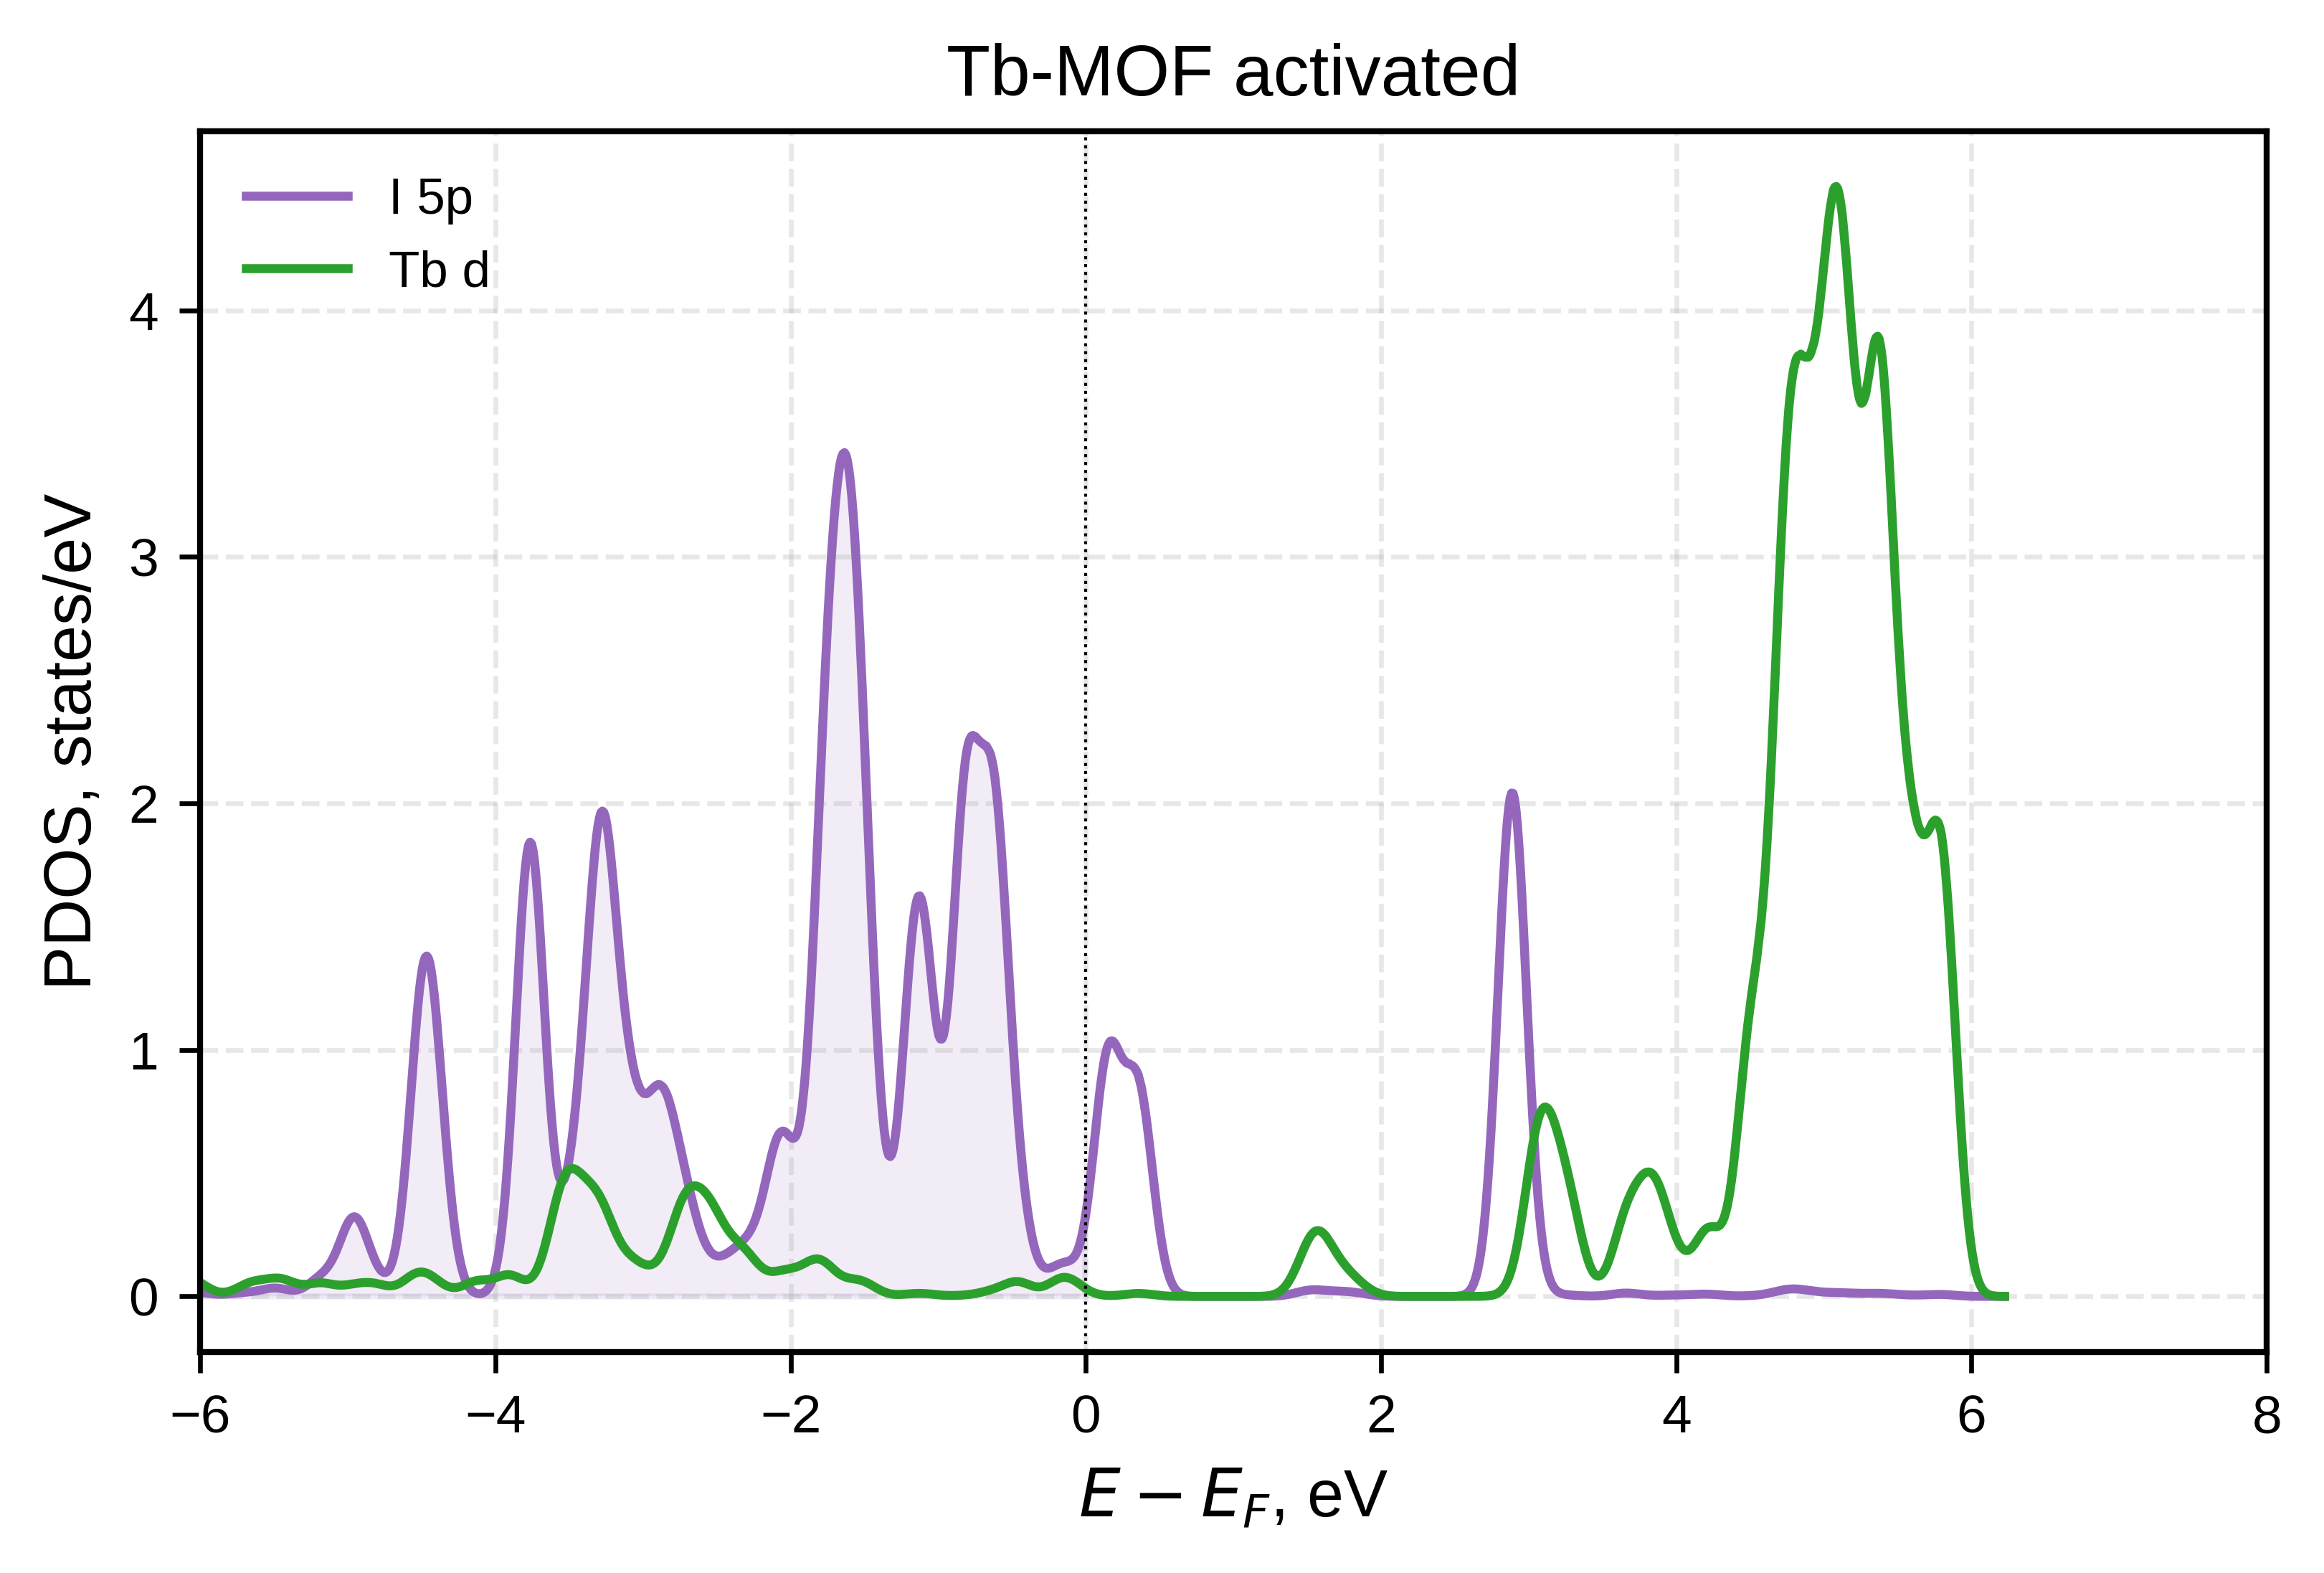 Tb-MOF activated
I 5p
Tb d
PDOS, states/eV
4
3
2
1
0
−6 −4 −2 0 2 4 6 8
E − E_F, eV